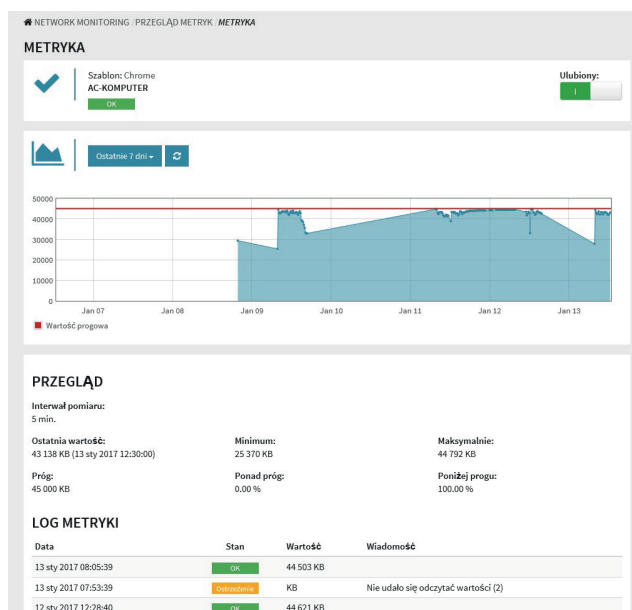 NETWORK MONITORING / PRZEGLĄD METRYK / METRYKA
METRYKA
Szablon: Chrome
AC-KOMPUTER
OK
Ulubiony:
I
Ostatnie 7 dni
50000
40000
30000
20000
10000
0
Jan 07 Jan 08 Jan 09 Jan 10 Jan 11 Jan 12 Jan 13
Wartość progowa
PRZEGLĄD
Interwał pomiaru:
5 min.
Ostatnia wartość: Minimum: Maksymalnie:
43 138 KB (13 sty 2017 12:30:00) 25 370 KB 44 792 KB
Próg: Ponad próg: Poniżej progu:
45 000 KB 0.00 % 100.00 %
LOG METRYKI
Data Stan Wartość Wiadomość
13 sty 2017 08:05:39 OK 44 503 KB
13 sty 2017 07:53:39 Ostrzeżenie KB Nie udało się odczytać wartości (2)
12 sty 2017 12:28:40 OK 44 621 KB